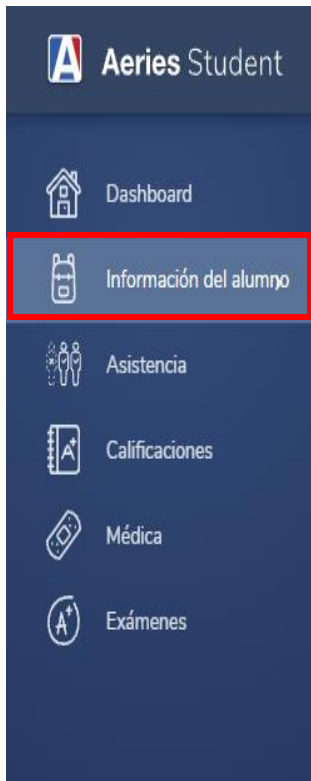 Aeries Student
Dashboard
Información del alumno
Asistencia
Calificaciones
Médica
Exámenes